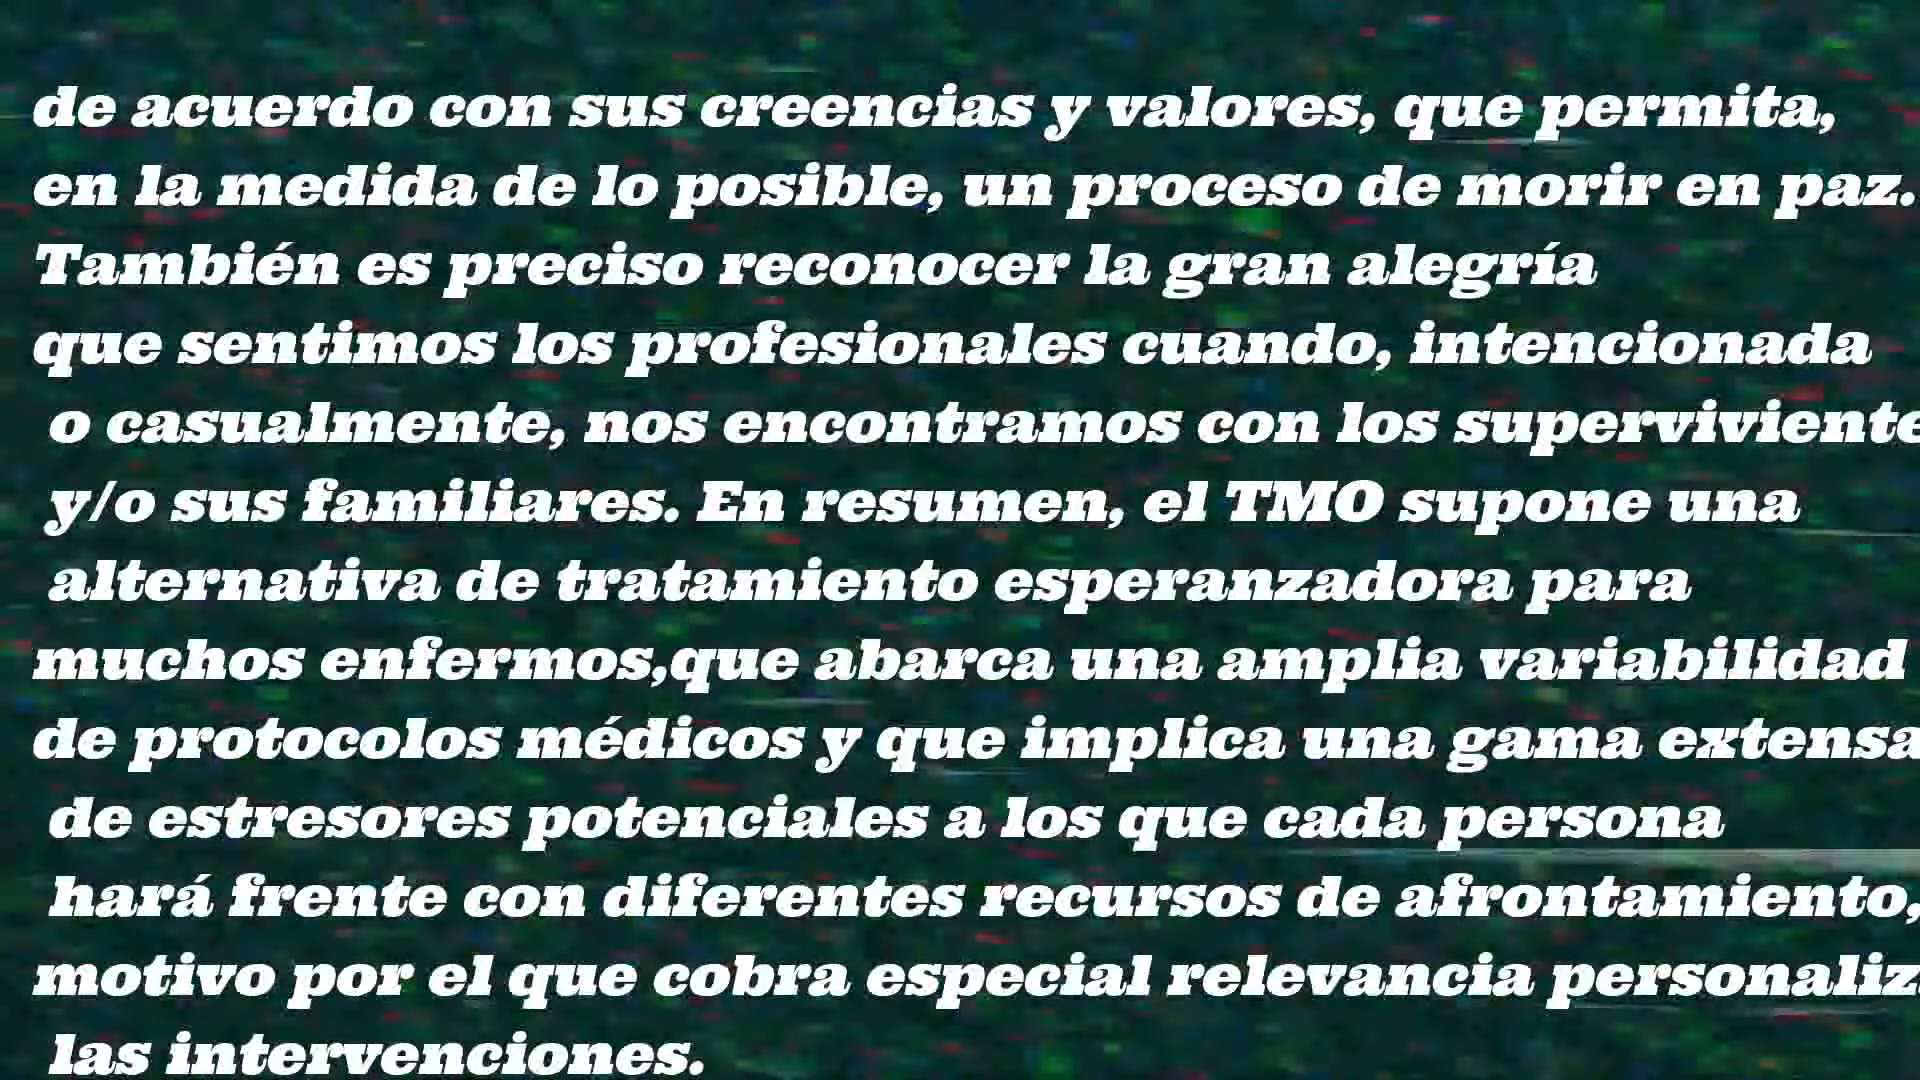 de acuerdo con sus creencias y valores, que permita,
en la medida de lo posible, un proceso de morir en paz.
También es preciso reconocer la gran alegría
que sentimos los profesionales cuando, intencionada
o casualmente, nos encontramos con los superviviente
y/o sus familiares. En resumen, el TMO supone una
alternativa de tratamiento esperanzadora para
muchos enfermos,que abarca una amplia variabilidad
de protocolos médicos y que implica una gama extensa
de estresores potenciales a los que cada persona
hará frente con diferentes recursos de afrontamiento,
motivo por el que cobra especial relevancia personaliz
las intervenciones.